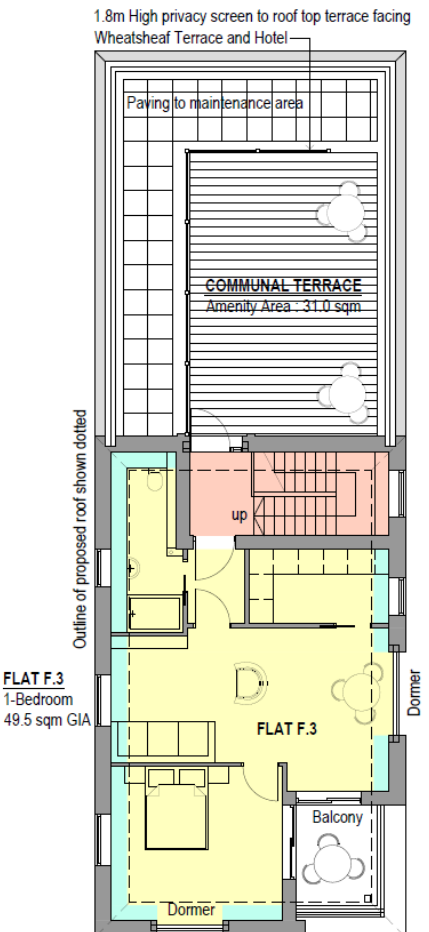 1.8m High privacy screen to roof top terrace facing
Wheatsheaf Terrace and Hotel
Paving to maintenance area
COMMUNAL TERRACE
Amenity Area : 31.0 sqm
Outline of proposed roof shown dotted
up
FLAT F.3
1-Bedroom
49.5 sqm GIA
FLAT F.3
Dormer
Balcony
Dormer